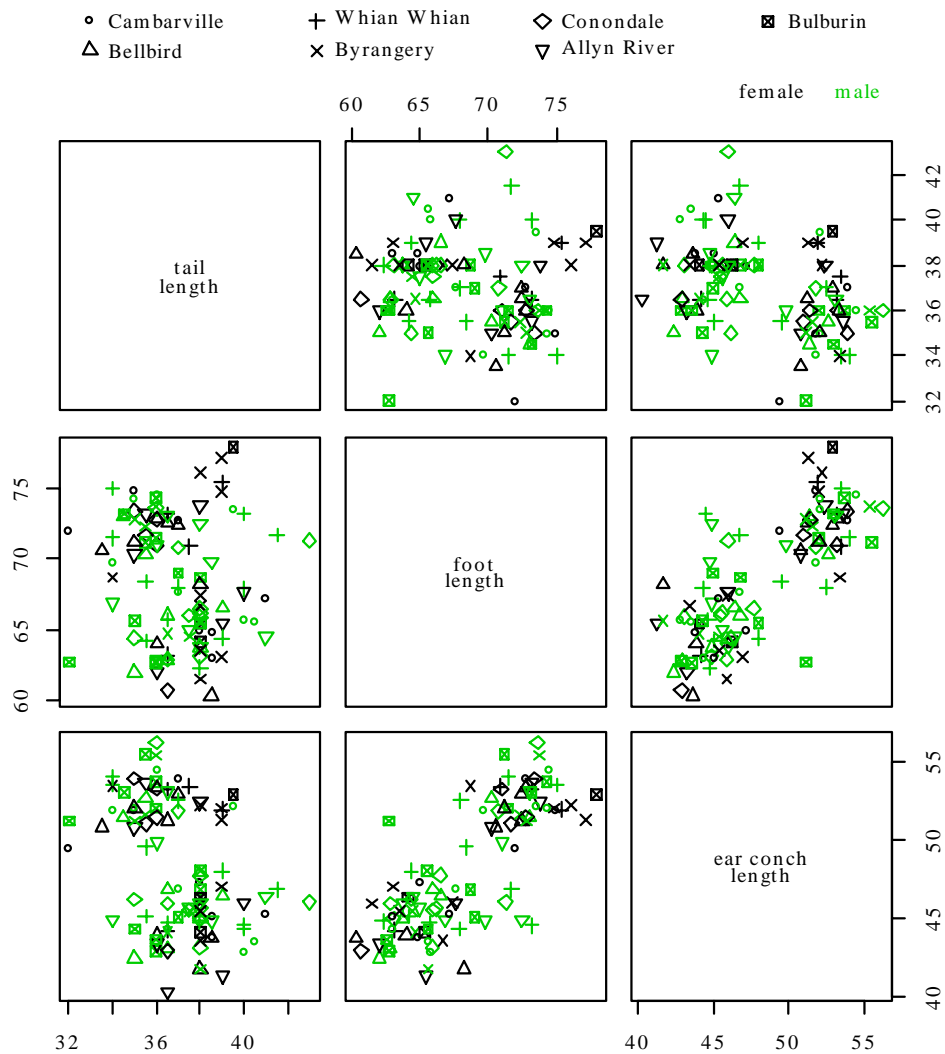 Cambarville Whian Whian Conondale Bulburin
Bellbird Byrangery Allyn River
female male
60 65 70 75
tail
length
32 34 36 38 40 42
foot
length
60 65 70 75
ear conch
length
40 45 50 55
32 36 40
40 45 50 55